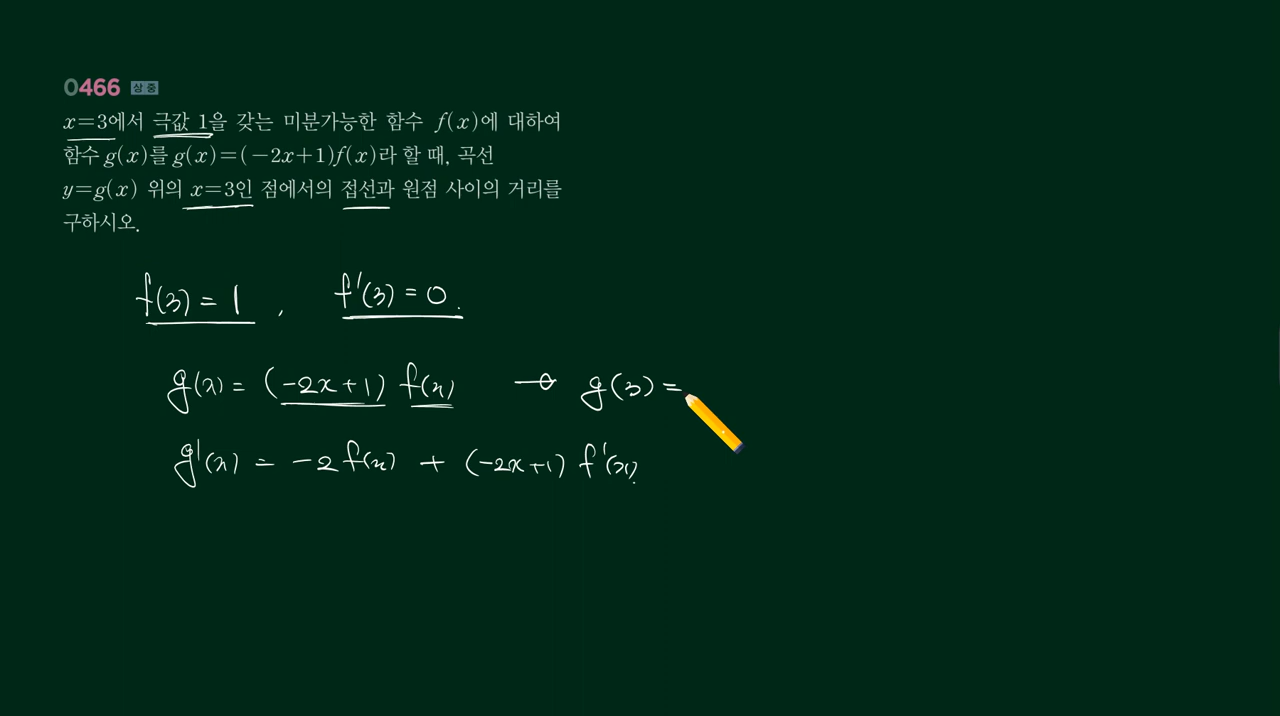 0466 상 중
x=3에서 극값 1을 갖는 미분가능한 함수 f(x)에 대하여
함수 g(x)를 g(x)=(-2x+1)f(x)라 할 때, 곡선
y=g(x) 위의 x=3인 점에서의 접선과 원점 사이의 거리를
구하시오.
f(3) = 1 , f'(3) = 0.
g(x) = (-2x+1) f(x) → g(3) =
g'(x) = -2 f(x) + (-2x+1) f'(x).